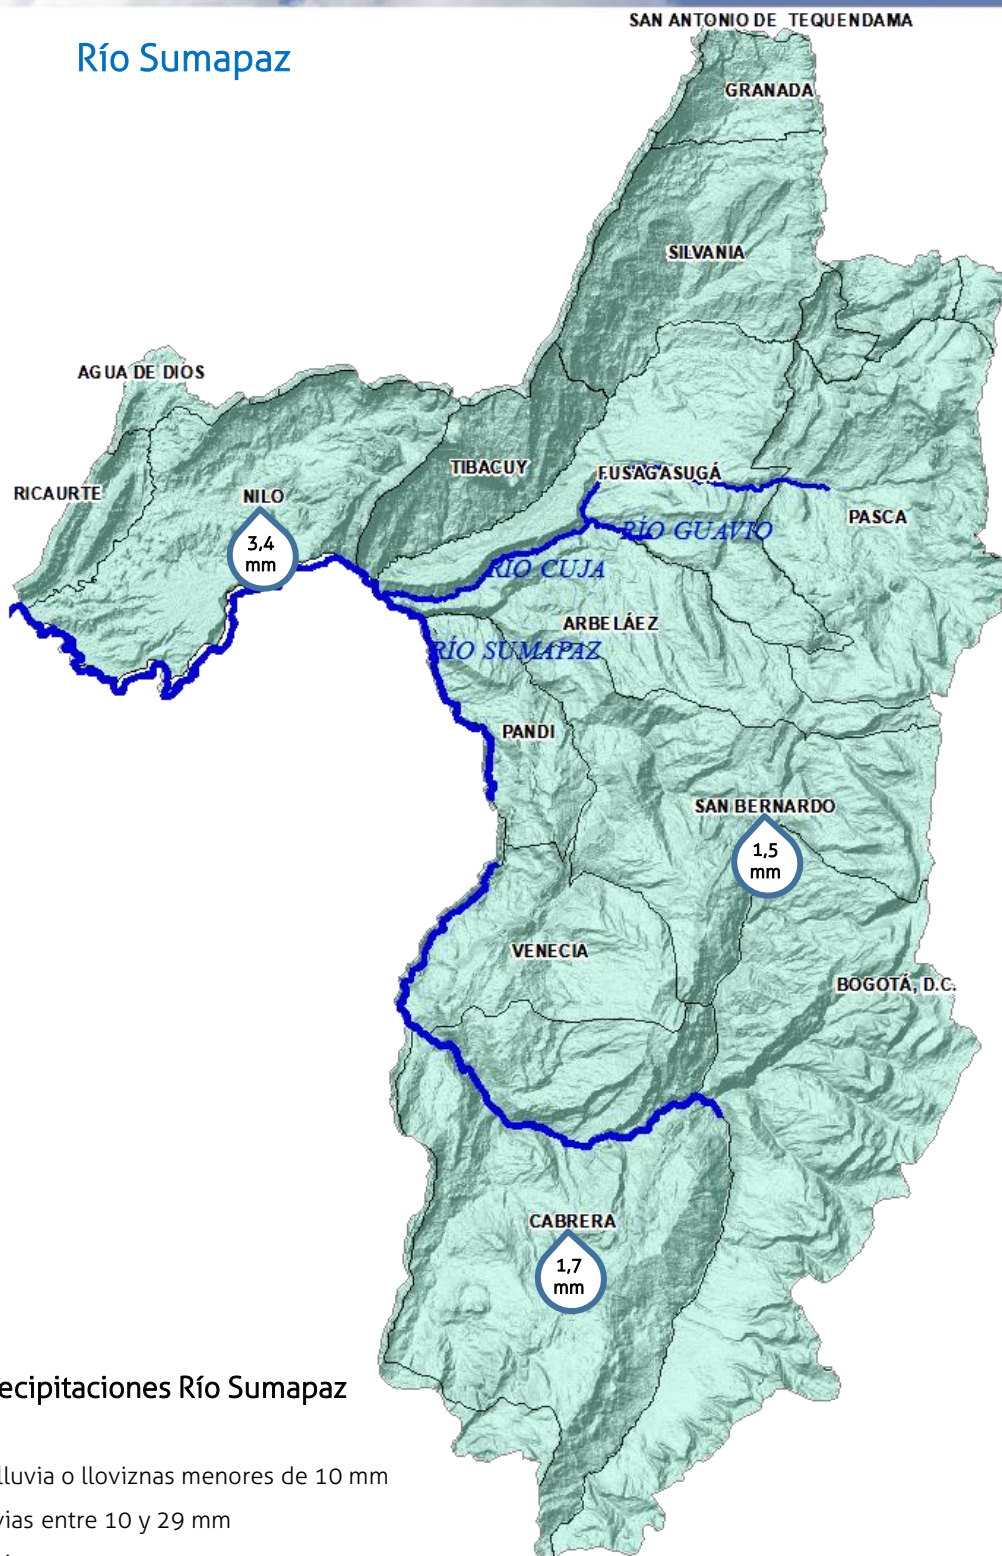 SAN ANTONIO DE TEQUENDAMA
Río Sumapaz
GRANADA
SILVANIA
AGUA DE DIOS
TIBACUY
FUSAGASUGÁ
RICAURTE
NILO
PASCA
RÍO GUAVIO
3,4
mm
RÍO CUJA
ARBELÁEZ
RÍO SUMAPAZ
PANDI
SAN BERNARDO
1,5
mm
VENECIA
BOGOTÁ, D.C.
CABRERA
1,7
mm
ecipitaciones Río Sumapaz
lluvia o lloviznas menores de 10 mm
vias entre 10 y 29 mm